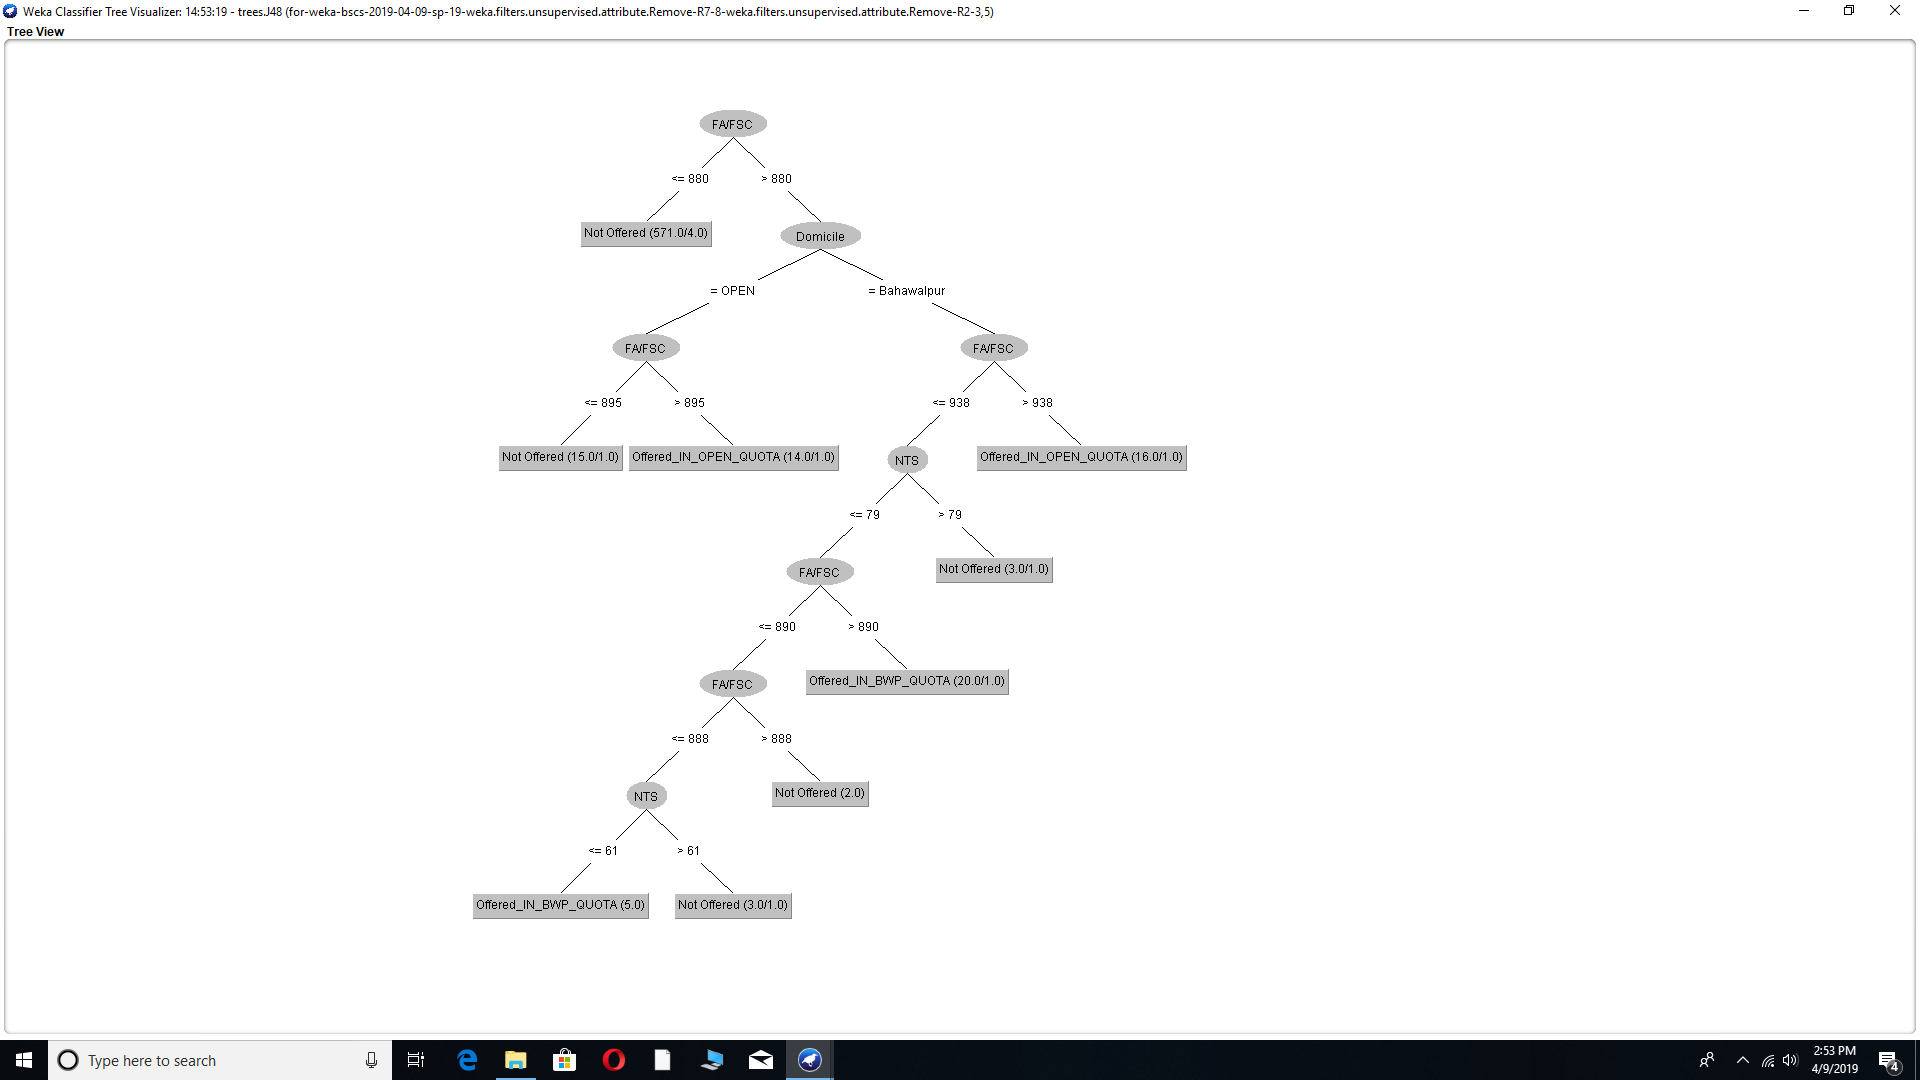 Weka Classifier Tree Visualizer: 14:53:19 - trees.J48 (for-weka-bscs-2019-04-09-sp-19-weka.filters.unsupervised.attribute.Remove-R7-8-weka.filters.unsupervised.attribute.Remove-R2-3,5)
Tree View
FA/FSC
<= 880
> 880
Not Offered (571.0/4.0)
Domicile
= OPEN
= Bahawalpur
FA/FSC
FA/FSC
<= 895
> 895
<= 938
> 938
Not Offered (15.0/1.0)
Offered_IN_OPEN_QUOTA (14.0/1.0)
NTS
Offered_IN_OPEN_QUOTA (16.0/1.0)
<= 79
> 79
FA/FSC
Not Offered (3.0/1.0)
<= 890
> 890
FA/FSC
Offered_IN_BWP_QUOTA (20.0/1.0)
<= 888
> 888
NTS
Not Offered (2.0)
<= 61
> 61
Offered_IN_BWP_QUOTA (5.0)
Not Offered (3.0/1.0)
Type here to search
2:53 PM
4/9/2019
4